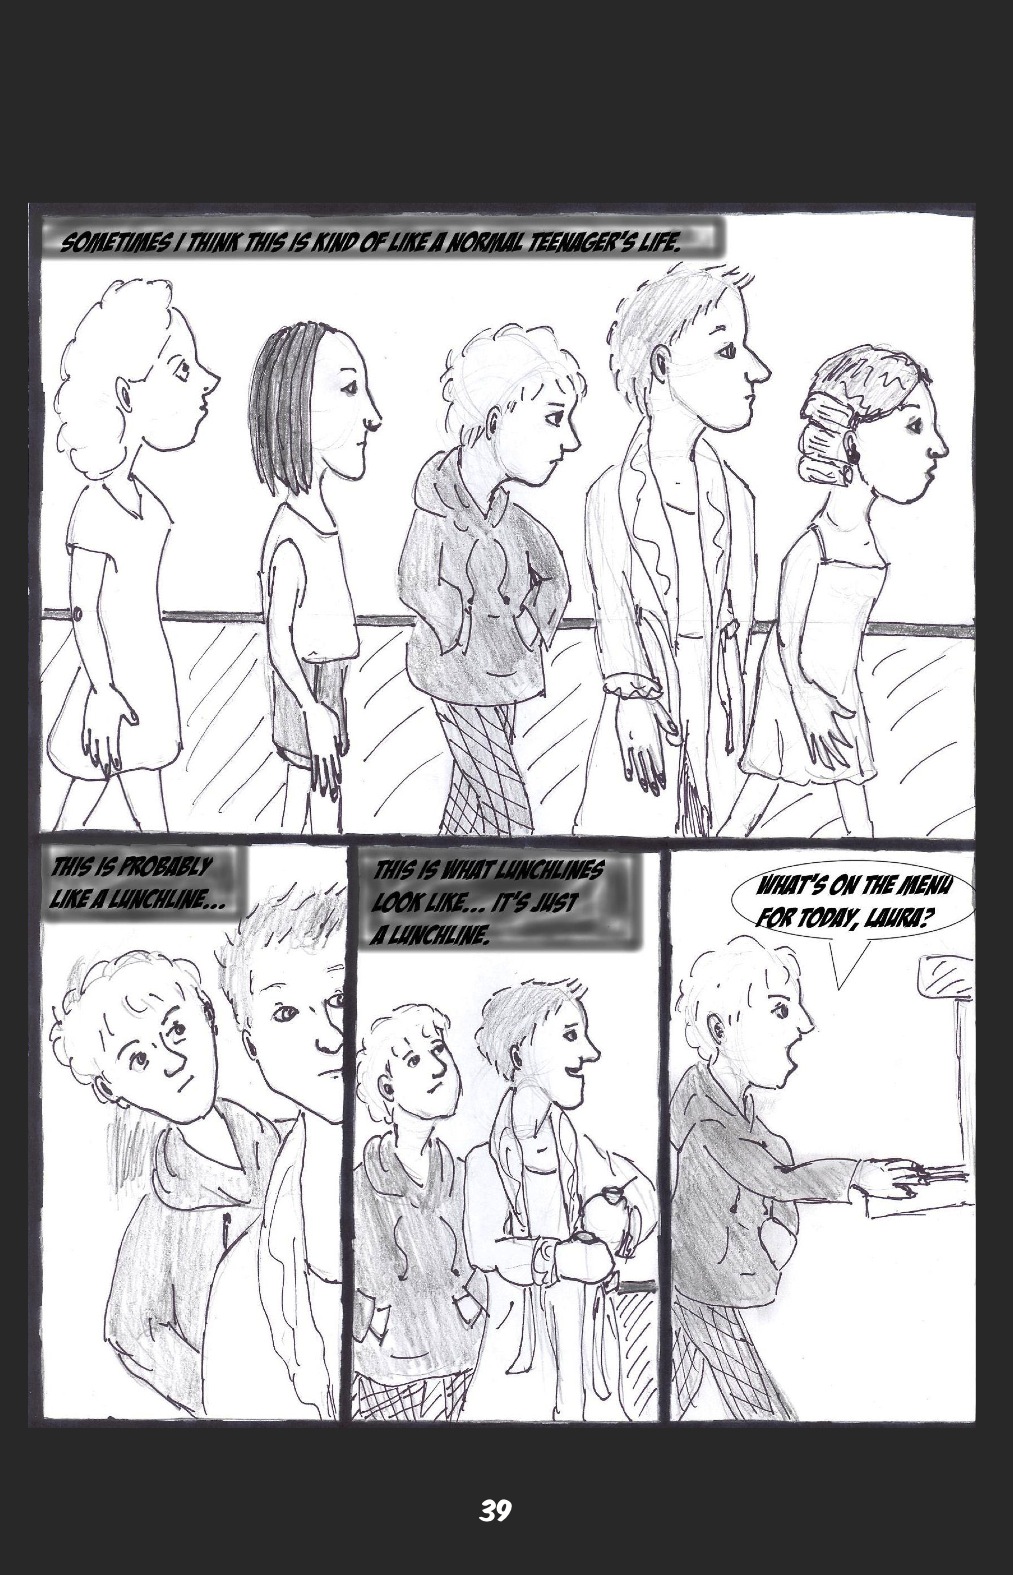 SOMETIMES I THINK THIS IS KIND OF LIKE A NORMAL TEENAGER'S LIFE.
THIS IS PROBABLY
LIKE A LUNCHLINE...
THIS IS WHAT LUNCHLINES
LOOK LIKE... IT'S JUST
A LUNCHLINE.
WHAT'S ON THE MENU
FOR TODAY, LAURA?
39